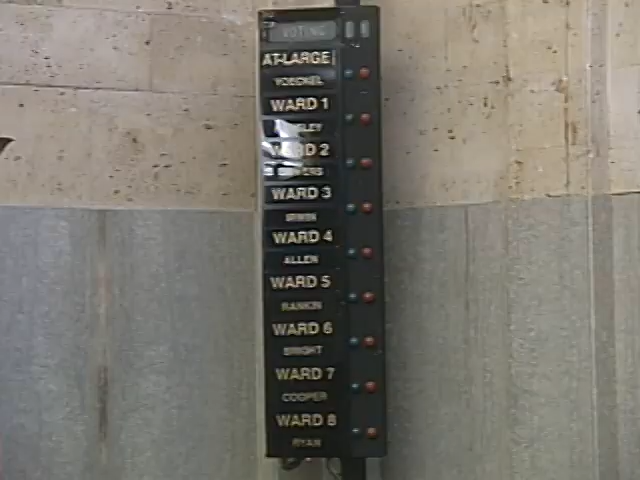 VOTING
AT-LARGE
VOELKEL
WARD 1
WARD 2
WARD 3
IRWIN
WARD 4
ALLEN
WARD 5
RANKIN
WARD 6
BRIGHT
WARD 7
COOPER
WARD 8
RYAN